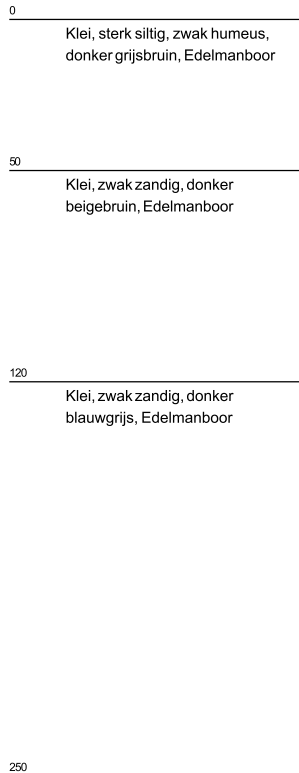 0
Klei, sterk siltig, zwak humeus,
donker grijsbruin, Edelmanboor
50
Klei, zwak zandig, donker
beigebruin, Edelmanboor
120
Klei, zwak zandig, donker
blauwgrijs, Edelmanboor
250